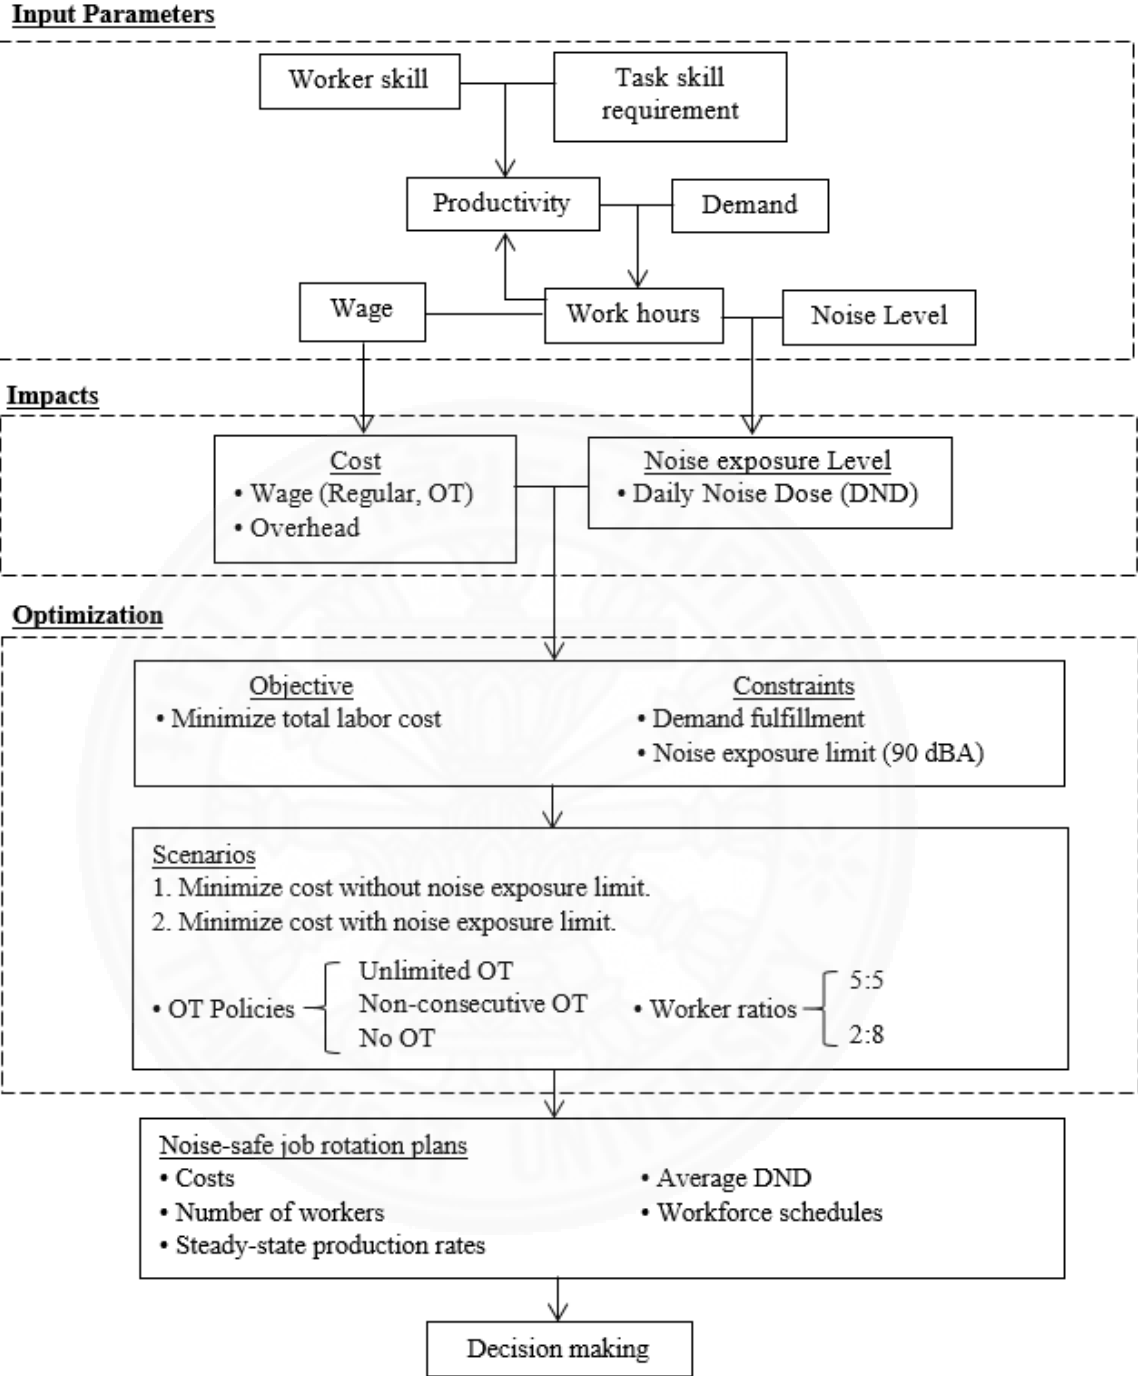 Input Parameters
Worker skill
Task skill
requirement
Productivity
Demand
Wage
Work hours
Noise Level
Impacts
Cost
• Wage (Regular, OT)
• Overhead
Noise exposure Level
• Daily Noise Dose (DND)
Optimization
Objective
• Minimize total labor cost
Constraints
• Demand fulfillment
• Noise exposure limit (90 dBA)
Scenarios
1. Minimize cost without noise exposure limit.
2. Minimize cost with noise exposure limit.
• OT Policies
Unlimited OT
Non-consecutive OT
No OT
• Worker ratios
5:5
2:8
Noise-safe job rotation plans
• Costs
• Number of workers
• Steady-state production rates
• Average DND
• Workforce schedules
Decision making